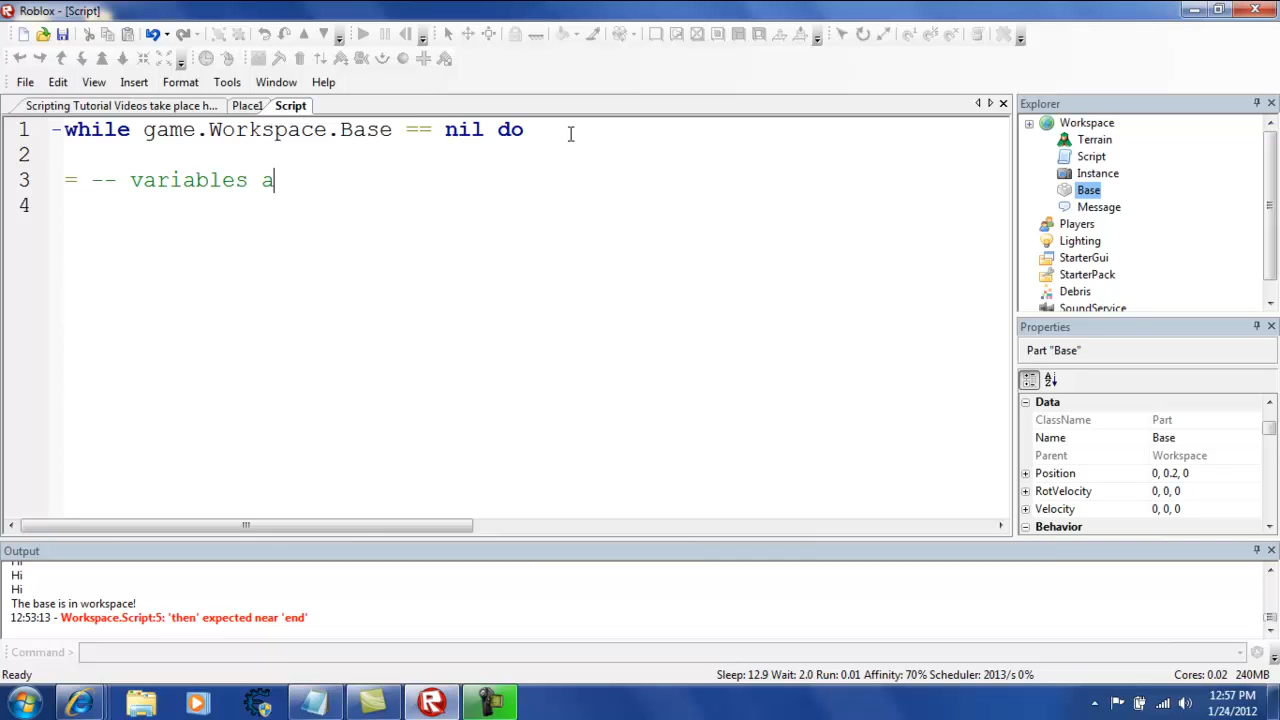 Roblox - [Script]
File Edit View Insert Format Tools Window Help
Scripting Tutorial Videos take place h... Place1 Script
1 -while game.Workspace.Base == nil do
2
3 = -- variables a
4
Explorer
Workspace
Terrain
Script
Instance
Base
Message
Players
Lighting
StarterGui
StarterPack
Debris
SoundService
Properties
Part "Base"
Data
ClassName Part
Name Base
Parent Workspace
Position 0, 0.2, 0
RotVelocity 0, 0, 0
Velocity 0, 0, 0
Behavior
Output
Hi
Hi
Hi
The base is in workspace!
12:53:13 - Workspace.Script:5: 'then' expected near 'end'
Command >
Ready Sleep: 12.9 Wait: 2.0 Run: 0.01 Affinity: 70% Scheduler: 2013/s 0% Cores: 0.02 240MB
12:57 PM
1/24/2012